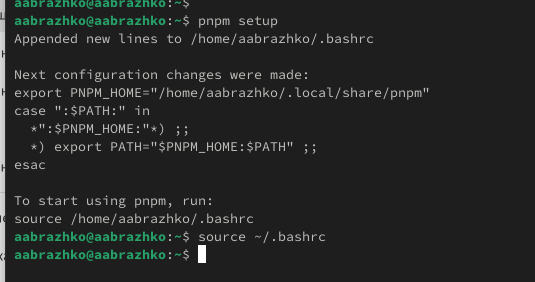 aabrazhko@aabrazhko:~$
aabrazhko@aabrazhko:~$ pnpm setup
Appended new lines to /home/aabrazhko/.bashrc
Next configuration changes were made:
export PNPM_HOME="/home/aabrazhko/.local/share/pnpm"
case ":$PATH:" in
  *":$PNPM_HOME:"*) ;;
  *) export PATH="$PNPM_HOME:$PATH" ;;
esac
To start using pnpm, run:
source /home/aabrazhko/.bashrc
aabrazhko@aabrazhko:~$ source ~/.bashrc
aabrazhko@aabrazhko:~$